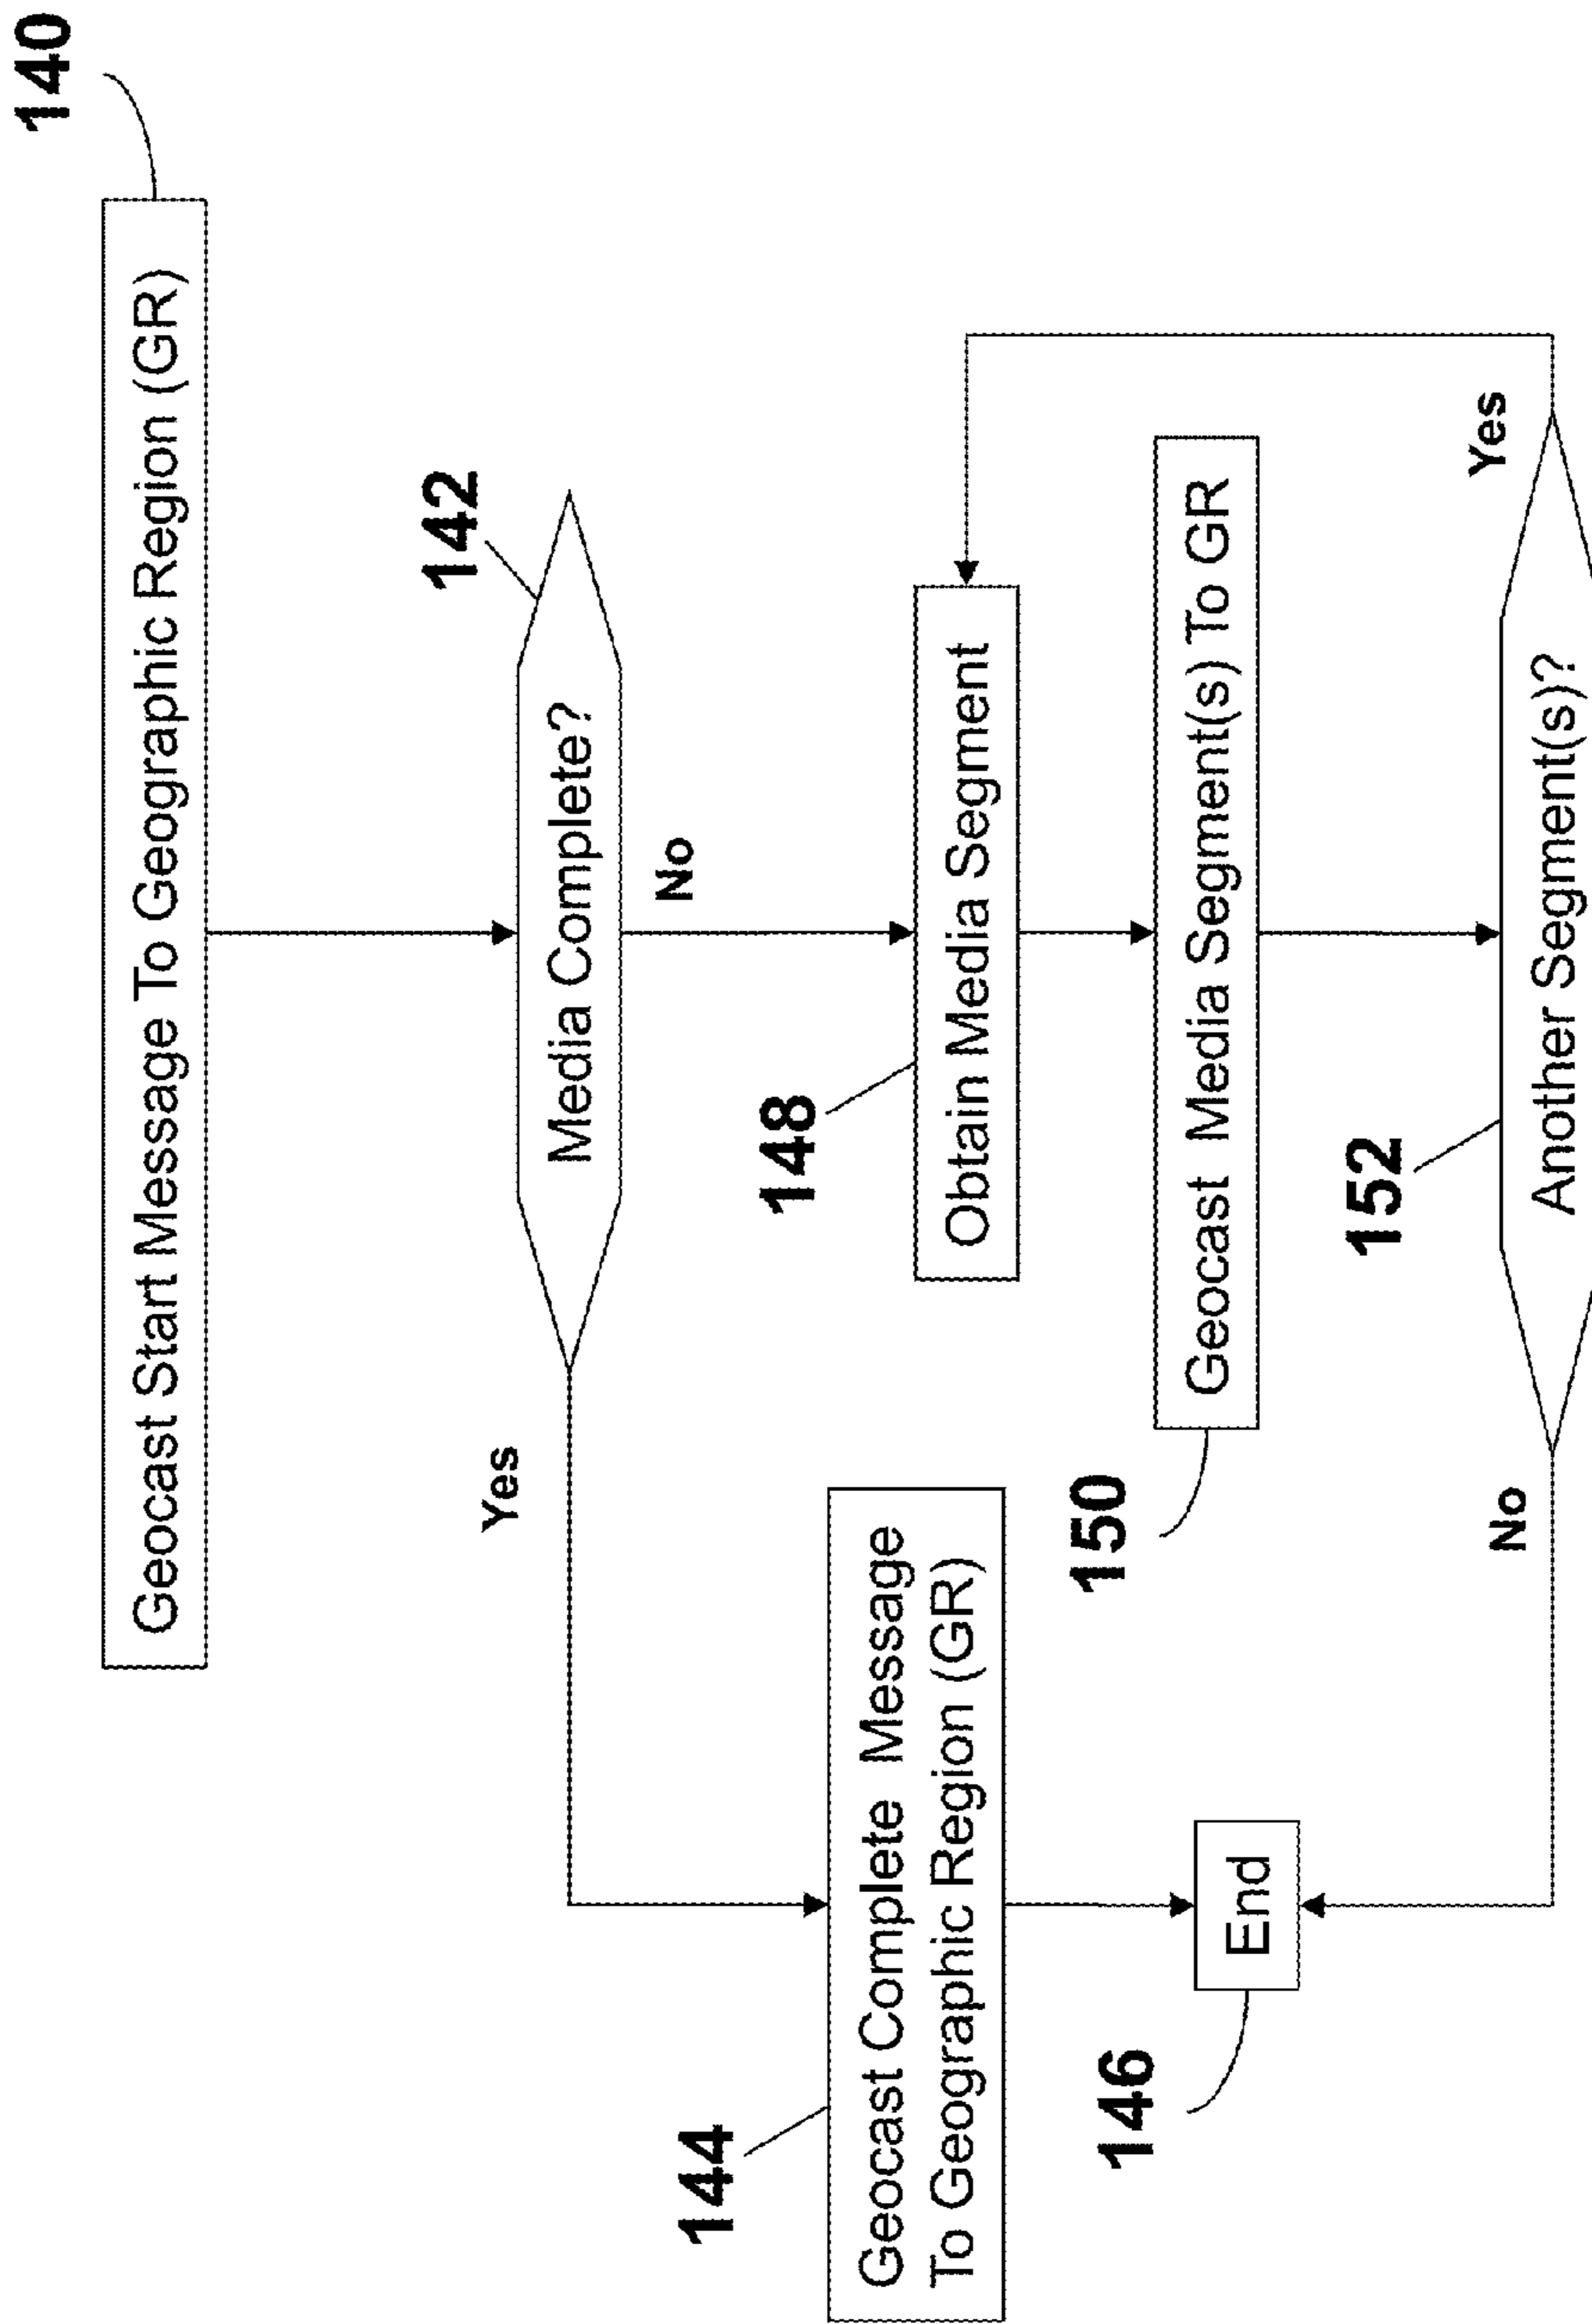 140
Geocast Start Message To Geographic Region (GR)
142
Media Complete?
Yes
No
144
Geocast Complete Message
To Geographic Region (GR)
148
Obtain Media Segment
150
Geocast Media Segment(s) To GR
146
End
152
Another Segment(s)?
No
Yes